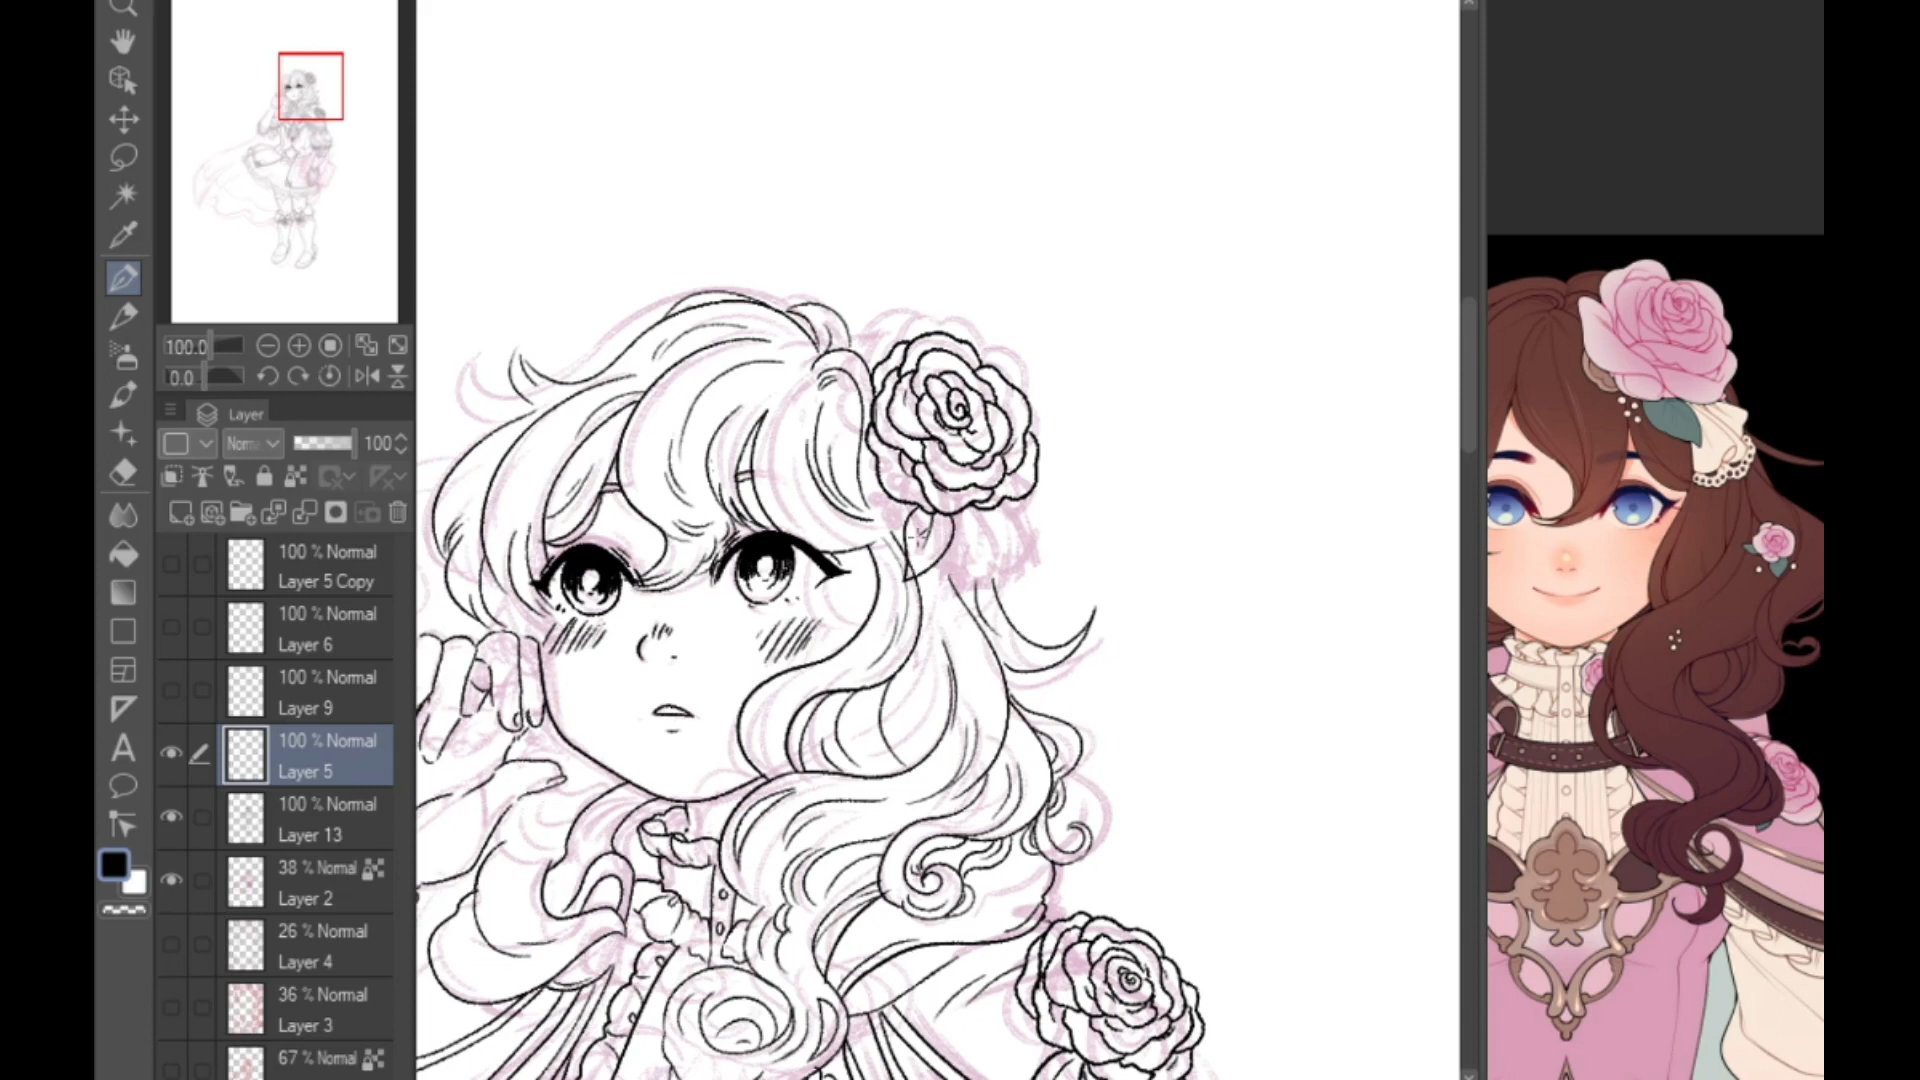 100.0
0.0
Layer
Norm
100
100 % Normal
Layer 5 Copy
100 % Normal
Layer 6
100 % Normal
Layer 9
100 % Normal
Layer 5
100 % Normal
Layer 13
38 % Normal
Layer 2
26 % Normal
Layer 4
36 % Normal
Layer 3
67 % Normal